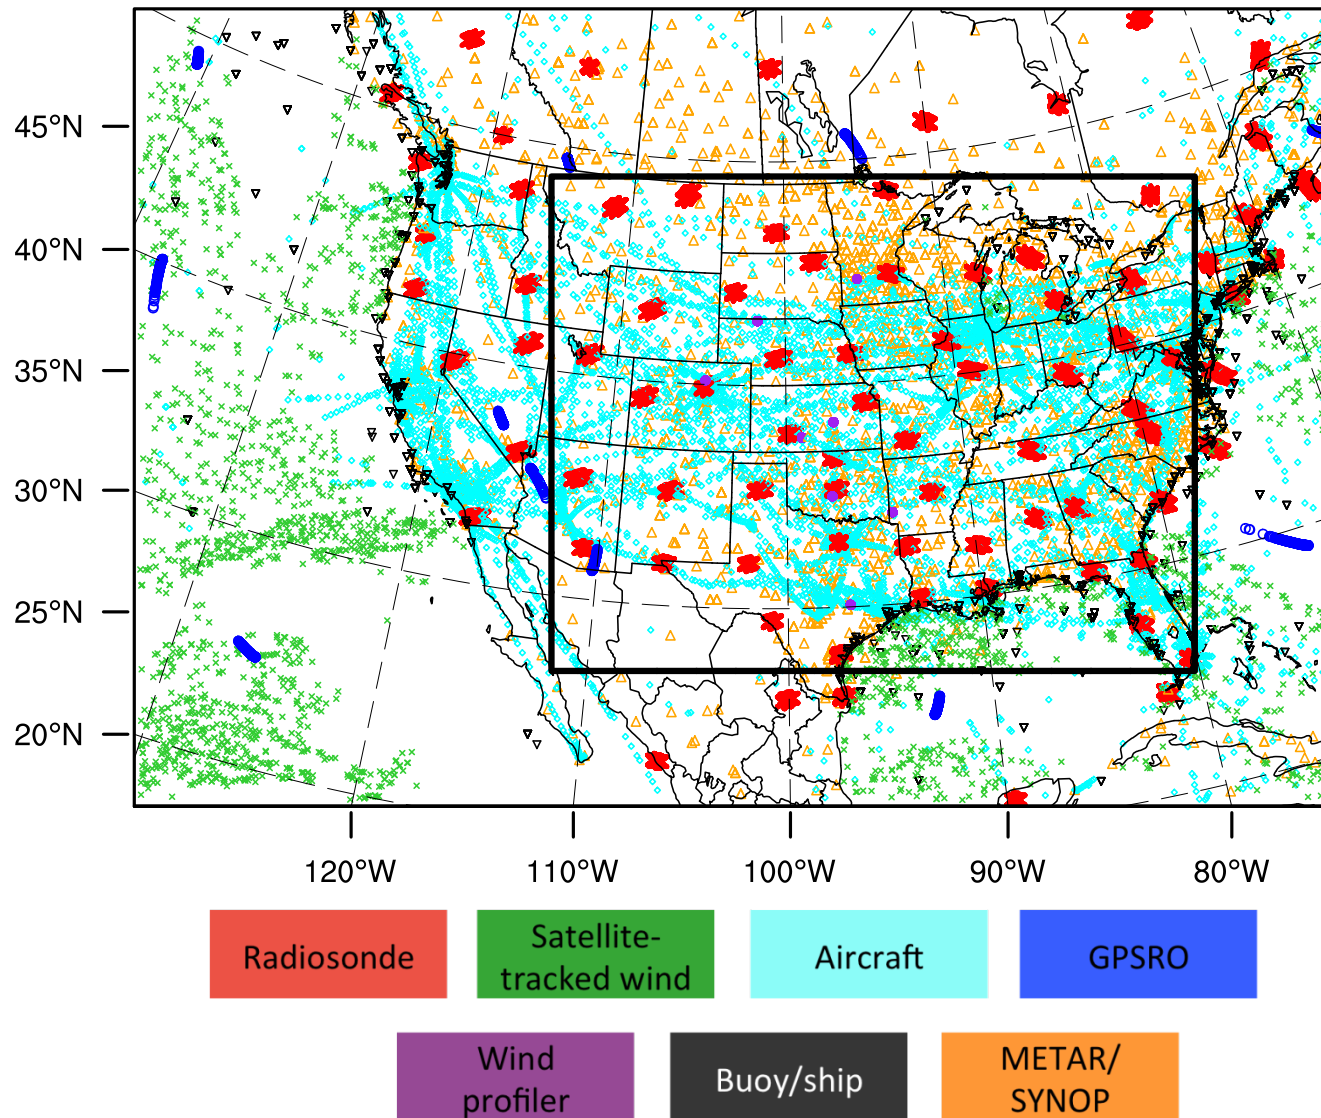 45°N
40°N
35°N
30°N
25°N
20°N
120°W
110°W
100°W
90°W
80°W
Radiosonde
Satellite-
tracked wind
Aircraft
GPSRO
Wind
profiler
Buoy/ship
METAR/
SYNOP